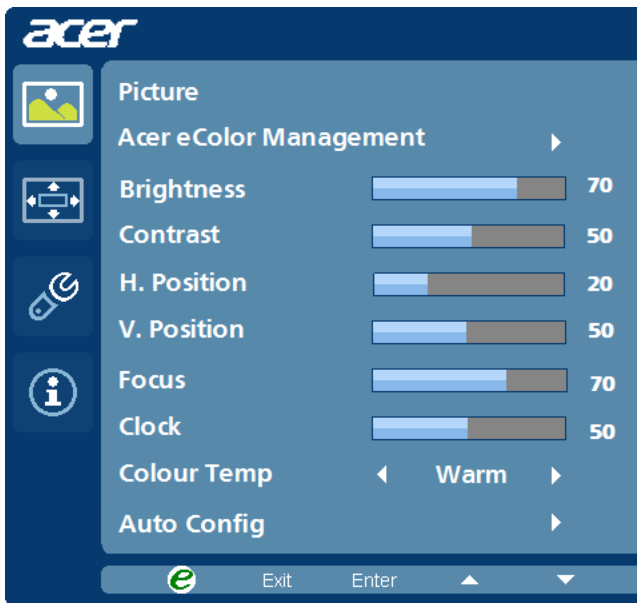 acer
Picture
Acer eColor Management
Brightness 70
Contrast 50
H. Position 20
V. Position 50
Focus 70
Clock 50
Colour Temp Warm
Auto Config
e Exit Enter